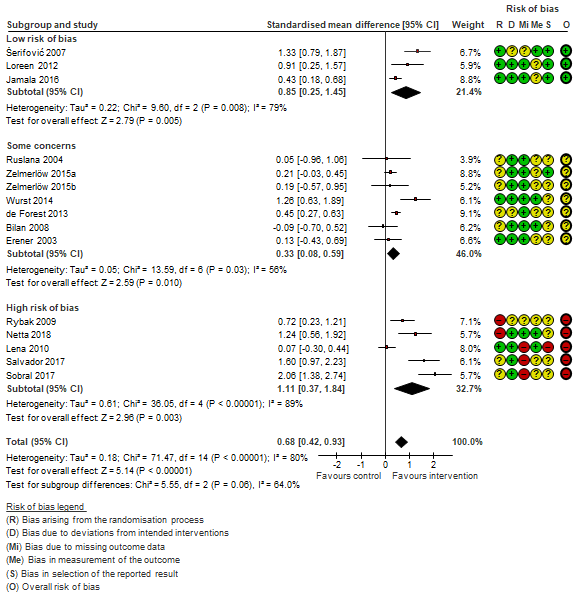 Risk of bias
Subgroup and study Standardised mean difference [95% CI] Weight R D Mi Me S O
Low risk of bias
Šerifović 2007 1.33 [0.79, 1.87] 6.7% + ? ? + + +
Loreen 2012 0.91 [0.25, 1.57] 5.9% + + + ? + +
Jamala 2016 0.43 [0.18, 0.68] 8.8% + + + ? + +
Subtotal (95% CI) 0.85 [0.25, 1.45] 21.4%
Heterogeneity: Tau² = 0.22; Chi² = 9.60, df = 2 (P = 0.008); I² = 79%
Test for overall effect: Z = 2.79 (P = 0.005)
Some concerns
Ruslana 2004 0.05 [-0.96, 1.06] 3.9% ? + + ? ? ?
Zelmerlöw 2015a 0.21 [-0.03, 0.45] 8.8% ? + + ? + ?
Zelmerlöw 2015b 0.19 [-0.57, 0.95] 5.2% ? + + ? ? ?
Wurst 2014 1.26 [0.63, 1.89] 6.1% + + + ? ? ?
de Forest 2013 0.45 [0.27, 0.63] 9.1% ? ? + ? ? ?
Bilan 2008 -0.09 [-0.70, 0.52] 6.2% ? + + ? ? ?
Erener 2003 0.13 [-0.43, 0.69] 6.6% + + + ? ? ?
Subtotal (95% CI) 0.33 [0.08, 0.59] 46.0%
Heterogeneity: Tau² = 0.05; Chi² = 13.59, df = 6 (P = 0.03); I² = 56%
Test for overall effect: Z = 2.59 (P = 0.010)
High risk of bias
Rybak 2009 0.72 [0.23, 1.21] 7.1% - ? ? ? ? -
Netta 2018 1.24 [0.56, 1.92] 5.7% - + + + ? -
Lena 2010 0.07 [-0.30, 0.44] 8.0% + + - + - -
Salvador 2017 1.60 [0.97, 2.23] 6.1% ? ? - ? ? -
Sobral 2017 2.06 [1.38, 2.74] 5.7% ? + - ? ? -
Subtotal (95% CI) 1.11 [0.37, 1.84] 32.7%
Heterogeneity: Tau² = 0.61; Chi² = 36.05, df = 4 (P < 0.00001); I² = 89%
Test for overall effect: Z = 2.96 (P = 0.003)
Total (95% CI) 0.68 [0.42, 0.93] 100.0%
Heterogeneity: Tau² = 0.18; Chi² = 71.47, df = 14 (P < 0.00001); I² = 80%
Test for overall effect: Z = 5.14 (P < 0.00001)
Test for subgroup differences: Chi² = 5.55, df = 2 (P = 0.06), I² = 64.0%
-2 -1 0 1 2
Favours control Favours intervention
Risk of bias legend
(R) Bias arising from the randomisation process
(D) Bias due to deviations from intended interventions
(Mi) Bias due to missing outcome data
(Me) Bias in measurement of the outcome
(S) Bias in selection of the reported result
(O) Overall risk of bias